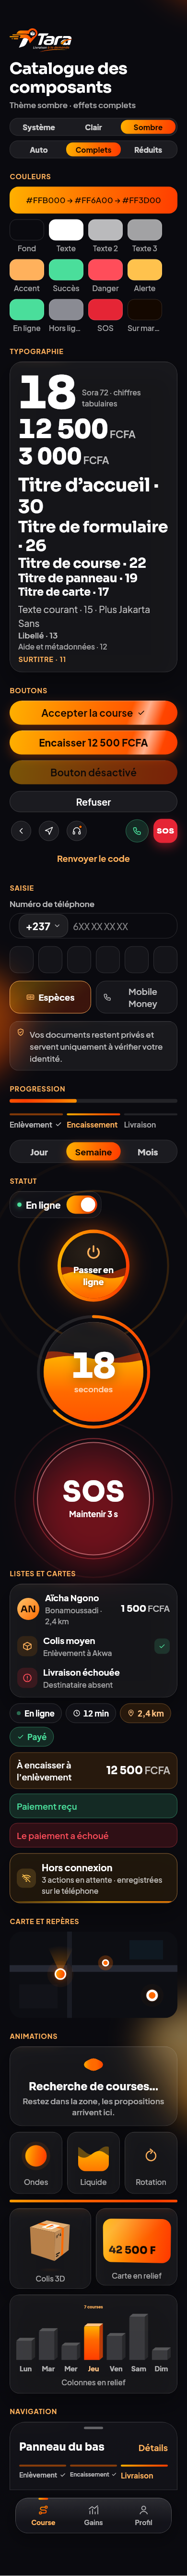 Tara
Livraison
Catalogue des
composants
Thème sombre · effets complets
Système Clair Sombre
Auto Complets Réduits
COULEURS
#FFB000 → #FF6A00 → #FF3D00
Fond Texte Texte 2 Texte 3
Accent Succès Danger Alerte
En ligne Hors lig... SOS Sur mar...
TYPOGRAPHIE
18 Sora 72 · chiffres
tabulaires
12 500 FCFA
3 000 FCFA
Titre d’accueil ·
30
Titre de formulaire
· 26
Titre de course · 22
Titre de panneau · 19
Titre de carte · 17
Texte courant · 15 · Plus Jakarta
Sans
Libellé · 13
Aide et métadonnées · 12
SURTITRE · 11
BOUTONS
Accepter la course
Encaisser 12 500 FCFA
Bouton désactivé
Refuser
SOS
Renvoyer le code
SAISIE
Numéro de téléphone
+237 6XX XX XX XX
Espèces
Mobile
Money
Vos documents restent privés et
servent uniquement à vérifier votre
identité.
PROGRESSION
Enlèvement Encaissement Livraison
Jour Semaine Mois
STATUT
En ligne
Passer en
ligne
18
secondes
SOS
Maintenir 3 s
LISTES ET CARTES
AN
Aïcha Ngono
Bonamoussadi ·
2,4 km
1 500 FCFA
Colis moyen
Enlèvement à Akwa
Livraison échouée
Destinataire absent
En ligne 12 min 2,4 km
Payé
À encaisser à
l’enlèvement
12 500 FCFA
Paiement reçu
Le paiement a échoué
Hors connexion
3 actions en attente · enregistrées
sur le téléphone
CARTE ET REPÈRES
ANIMATIONS
Recherche de courses…
Restez dans la zone, les propositions
arrivent ici.
Ondes Liquide Rotation
42 500 F
Colis 3D Carte en relief
7 courses
Lun Mar Mer Jeu Ven Sam Dim
Colonnes en relief
NAVIGATION
Panneau du bas Détails
Enlèvement Encaissement Livraison
Course Gains Profil